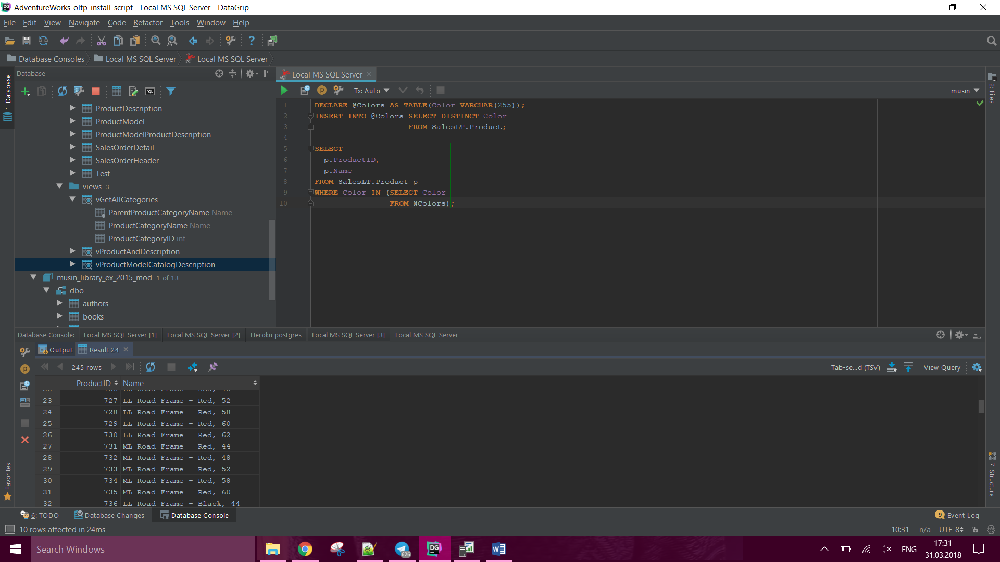 AdventureWorks-oltp-install-script - Local MS SQL Server - DataGrip
File Edit View Navigate Code Refactor Tools Window Help
Database Consoles Local MS SQL Server Local MS SQL Server
1: Database
Database
ProductDescription
ProductModel
ProductModelProductDescription
SalesOrderDetail
SalesOrderHeader
Test
views 3
vGetAllCategories
ParentProductCategoryName Name
ProductCategoryName Name
ProductCategoryID int
vProductAndDescription
vProductModelCatalogDescription
musin_library_ex_2015_mod 1 of 13
dbo
authors
books
Local MS SQL Server
Tx: Auto
musin
1 DECLARE @Colors AS TABLE(Color VARCHAR(255));
2 INSERT INTO @Colors SELECT DISTINCT Color
3 FROM SalesLT.Product;
4
5 SELECT
6 p.ProductID,
7 p.Name
8 FROM SalesLT.Product p
9 WHERE Color IN (SELECT Color
10 FROM @Colors);
2: Files
Database Console: Local MS SQL Server [1] Local MS SQL Server [2] Heroku postgres Local MS SQL Server [3] Local MS SQL Server
Output Result 24
245 rows
Tab-se...d (TSV) View Query
ProductID Name
23 727 LL Road Frame - Red, 52
24 728 LL Road Frame - Red, 58
25 729 LL Road Frame - Red, 60
26 730 LL Road Frame - Red, 62
27 731 ML Road Frame - Red, 44
28 732 ML Road Frame - Red, 48
29 733 ML Road Frame - Red, 52
30 734 ML Road Frame - Red, 58
31 735 ML Road Frame - Red, 60
32 736 LL Road Frame - Black, 44
Favorites
7: Structure
6: TODO Database Changes Database Console
9 Event Log
10 rows affected in 24ms
10:31 n/a UTF-8
Search Windows
DG
626
ENG
17:31
31.03.2018